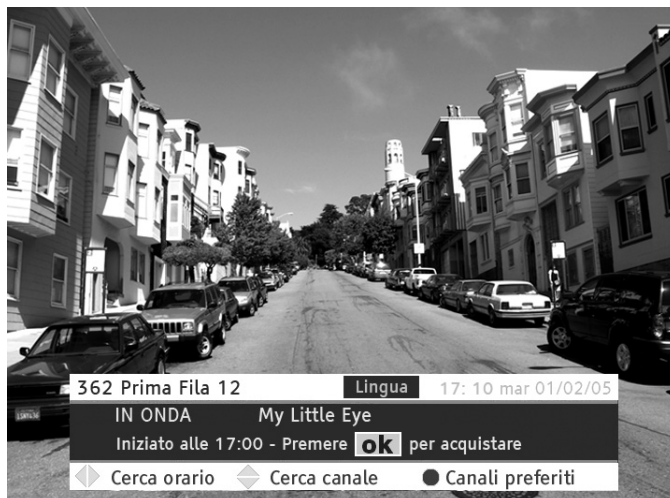 362 Prima Fila 12 Lingua 17: 10 mar 01/02/05
IN ONDA My Little Eye
Iniziato alle 17:00 - Premere ok per acquistare
Cerca orario Cerca canale Canali preferiti